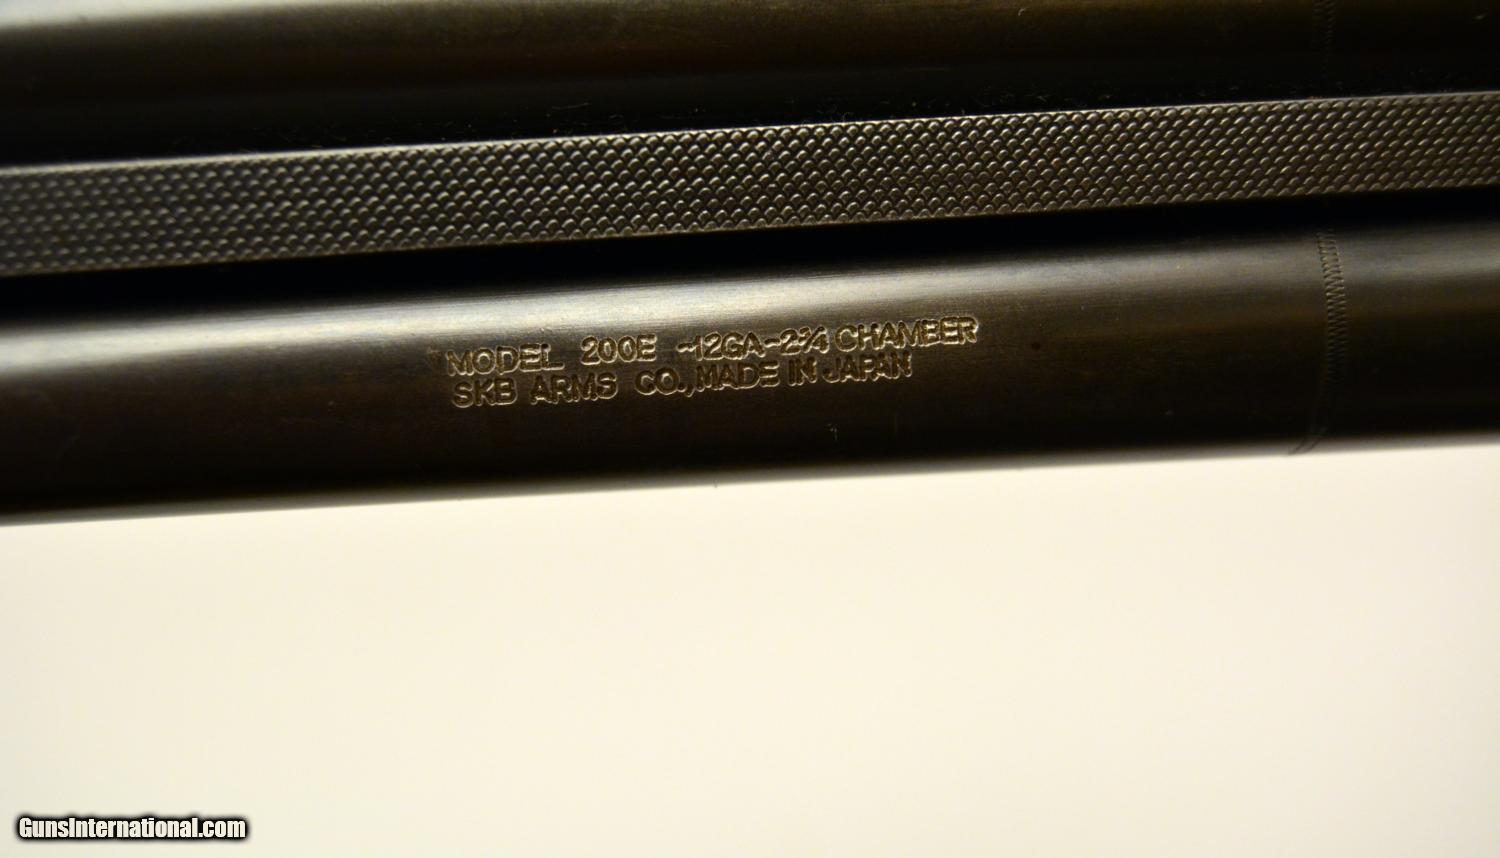 MODEL 200E -12GA-2¾ CHAMBER
SKB ARMS CO., MADE IN JAPAN
GunsInternational.com